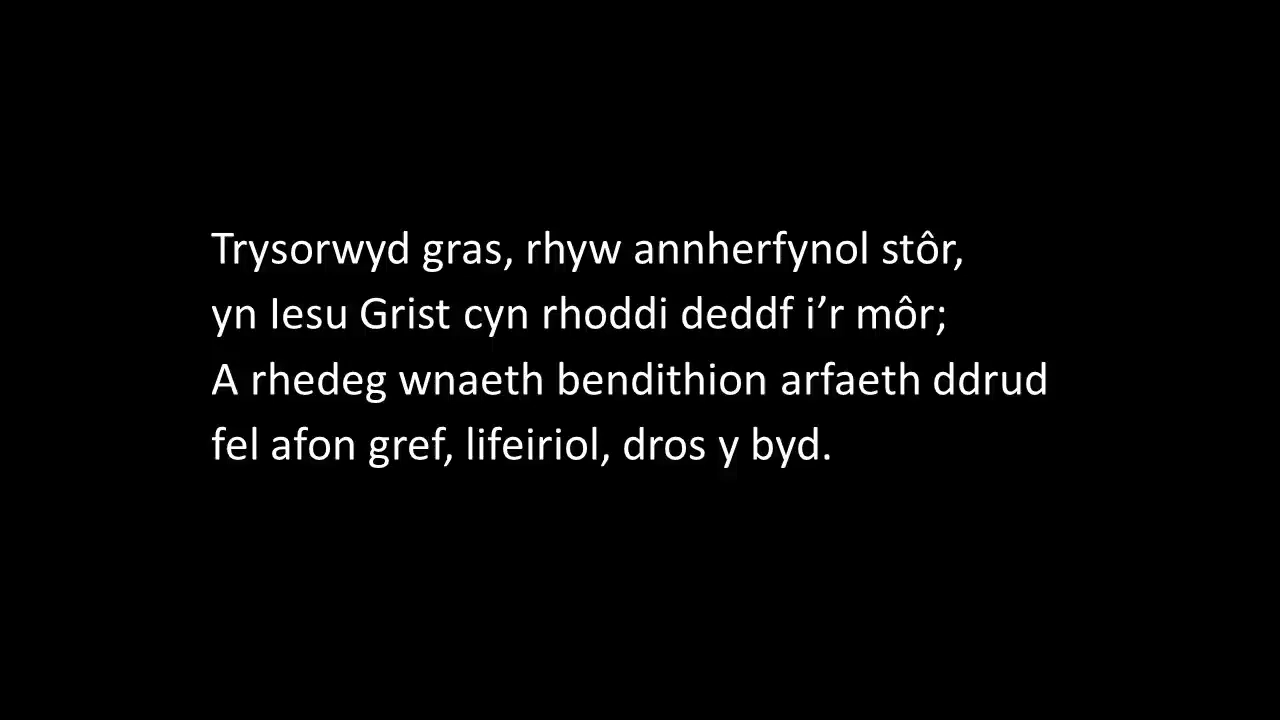 Trysorwyd gras, rhyw annherfynol stôr,
yn Iesu Grist cyn rhoddi deddf i’r môr;
A rhedeg wnaeth bendithion arfaeth ddrud
fel afon gref, lifeiriol, dros y byd.